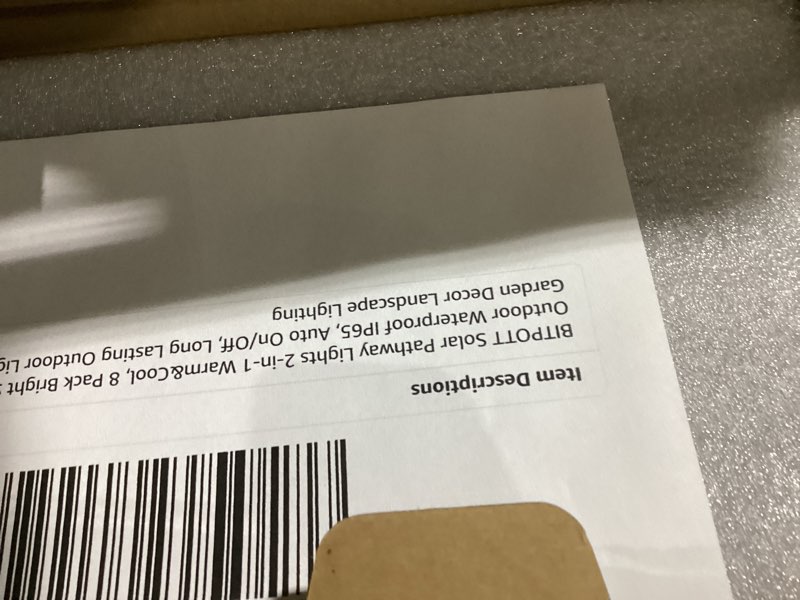 Item Descriptions
BITPOTT Solar Pathway Lights 2-in-1 Warm&Cool, 8 Pack Bright
Outdoor Waterproof IP65, Auto On/Off, Long Lasting Outdoor
Garden Decor Landscape Lighting